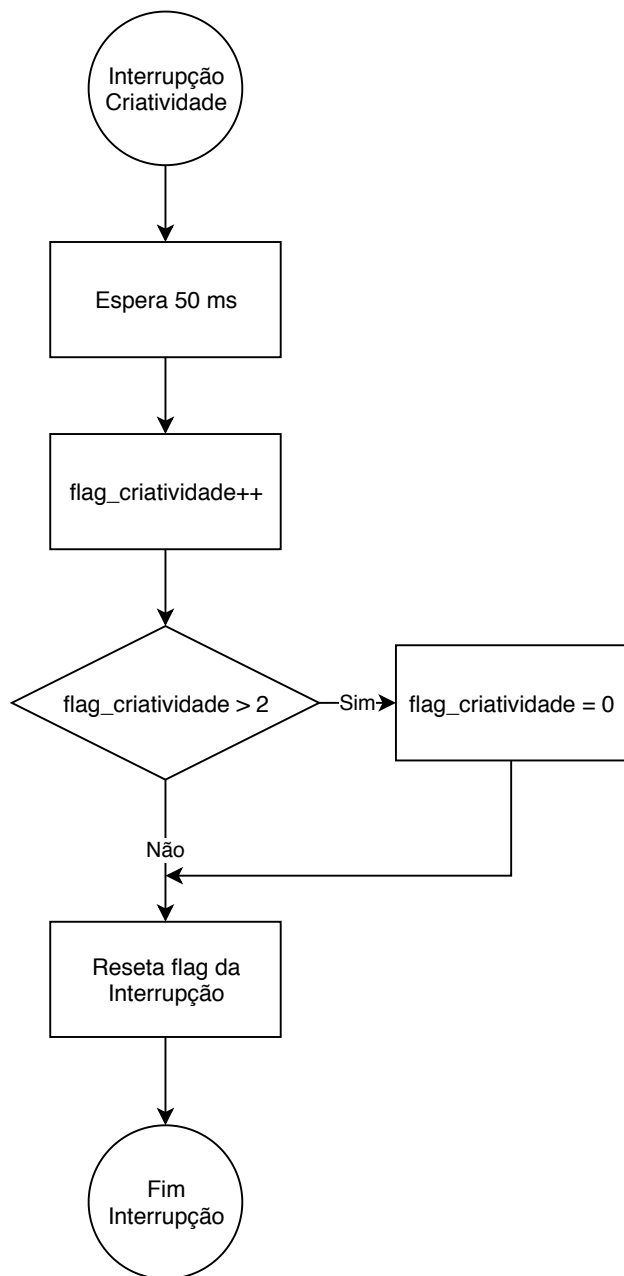 Interrupção
Criatividade
Espera 50 ms
flag_criatividade++
flag_criatividade > 2
Sim
flag_criatividade = 0
Não
Reseta flag da
Interrupção
Fim
Interrupção